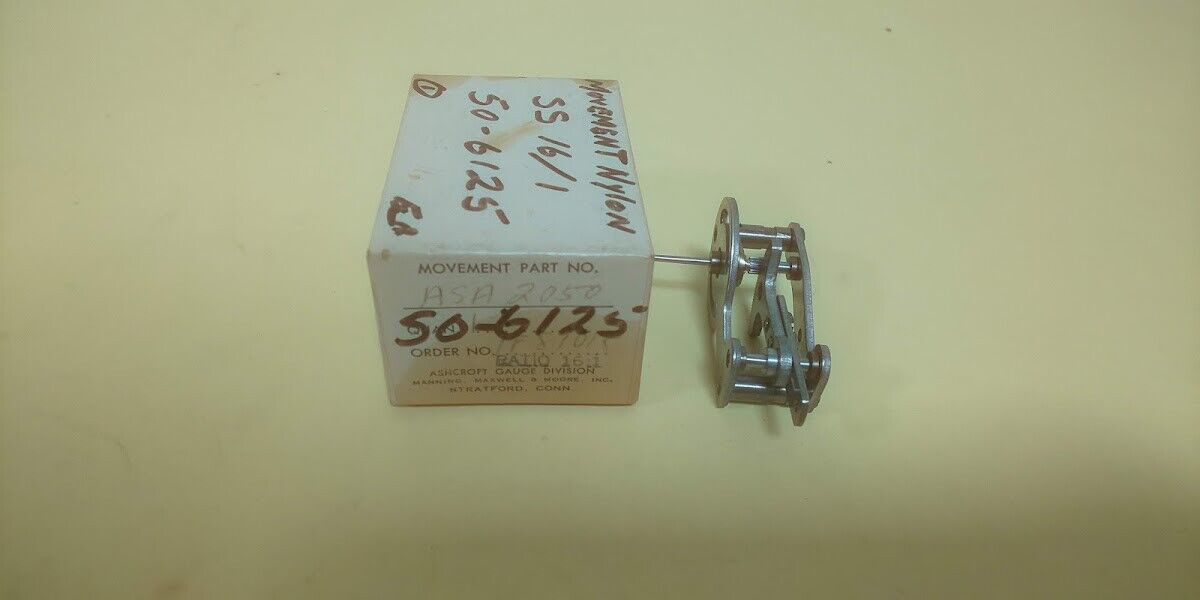 MOVEMENT NYLON
SS 16/1
50-6125
MOVEMENT PART NO.
ASA 2050
50-6125
ORDER NO.
RATIO 16:1
ASHCROFT GAUGE DIVISION
MANNING, MAXWELL & MOORE, INC.
STRATFORD, CONN.